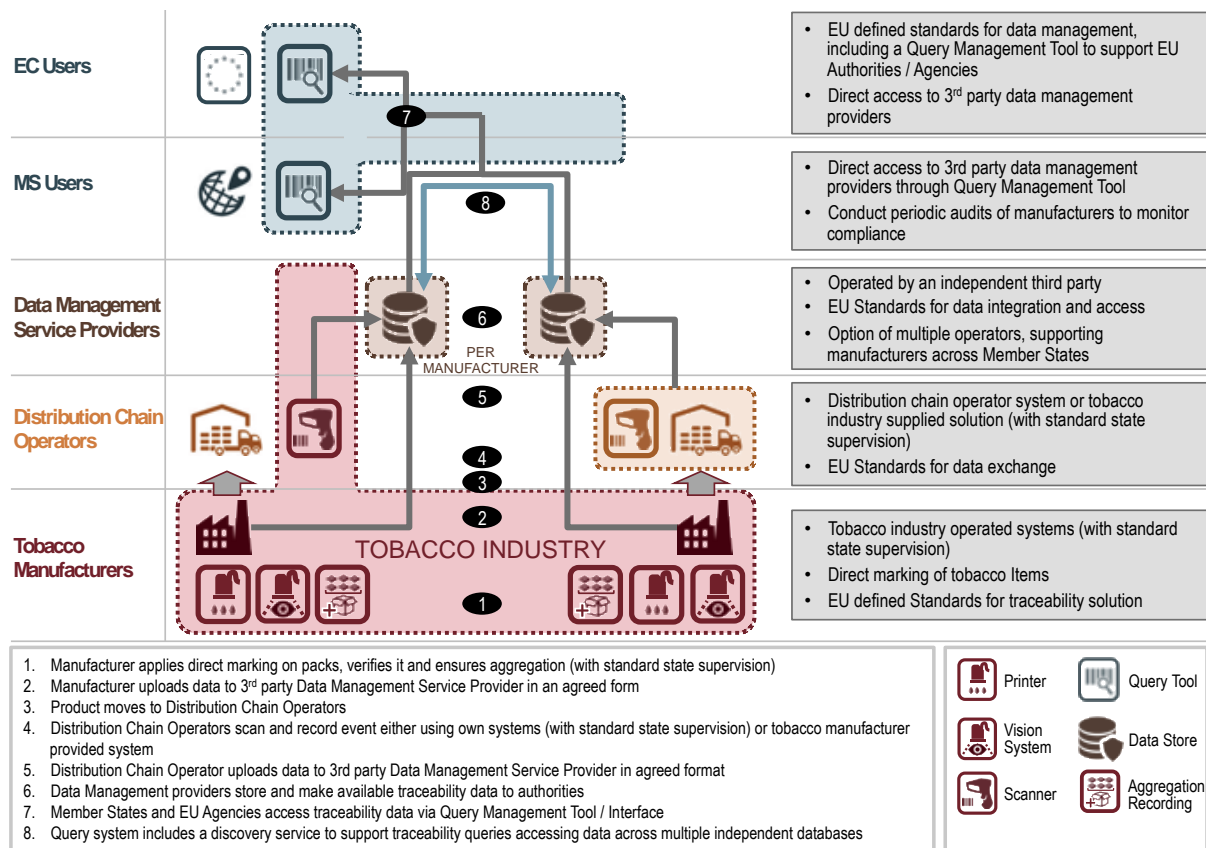 EC Users
• EU defined standards for data management,
including a Query Management Tool to support EU
Authorities / Agencies
• Direct access to 3rd party data management
providers
7
MS Users
• Direct access to 3rd party data management
providers through Query Management Tool
• Conduct periodic audits of manufacturers to monitor
compliance
8
Data Management
Service Providers
6
PER
MANUFACTURER
• Operated by an independent third party
• EU Standards for data integration and access
• Option of multiple operators, supporting
manufacturers across Member States
Distribution Chain
Operators
5
4
3
• Distribution chain operator system or tobacco
industry supplied solution (with standard state
supervision)
• EU Standards for data exchange
Tobacco
Manufacturers
2
TOBACCO INDUSTRY
1
• Tobacco industry operated systems (with standard
state supervision)
• Direct marking of tobacco Items
• EU defined Standards for traceability solution
1. Manufacturer applies direct marking on packs, verifies it and ensures aggregation (with standard state supervision)
2. Manufacturer uploads data to 3rd party Data Management Service Provider in an agreed form
3. Product moves to Distribution Chain Operators
4. Distribution Chain Operators scan and record event either using own systems (with standard state supervision) or tobacco manufacturer
provided system
5. Distribution Chain Operator uploads data to 3rd party Data Management Service Provider in agreed format
6. Data Management providers store and make available traceability data to authorities
7. Member States and EU Agencies access traceability data via Query Management Tool / Interface
8. Query system includes a discovery service to support traceability queries accessing data across multiple independent databases
Printer
Query Tool
Vision
System
Data Store
Scanner
Aggregation
Recording